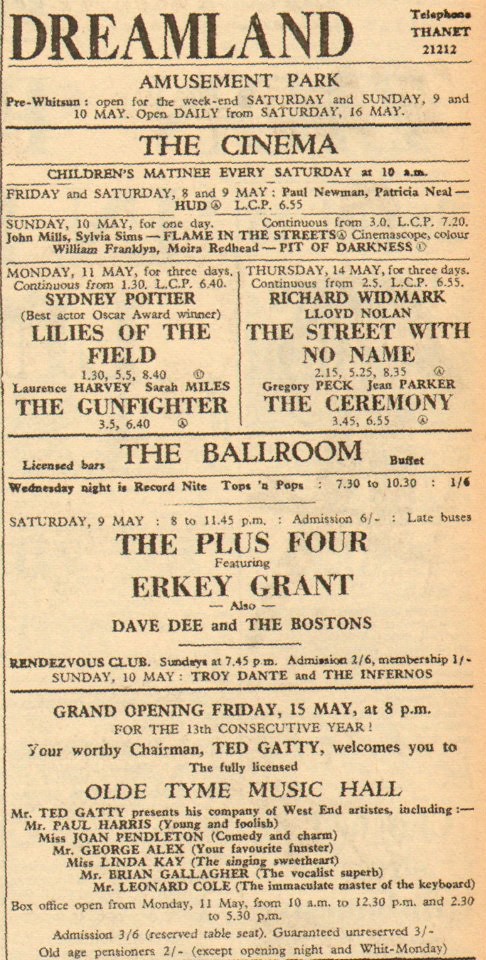 DREAMLAND
Telephone
THANET
21212
AMUSEMENT PARK
Pre-Whitsun : open for the week-end SATURDAY and SUNDAY, 9 and
10 MAY. Open DAILY from SATURDAY, 16 MAY.
THE CINEMA
CHILDREN'S MATINEE EVERY SATURDAY at 10 a.m.
FRIDAY and SATURDAY, 8 and 9 MAY : Paul Newman, Patricia Neal —
HUD Ⓐ L.C.P. 6.55
SUNDAY, 10 MAY, for one day. Continuous from 3.0. L.C.P. 7.20.
John Mills, Sylvia Sims — FLAME IN THE STREETS Ⓐ Cinemascope, colour
William Franklyn, Moira Redhead — PIT OF DARKNESS Ⓤ
MONDAY, 11 MAY, for three days.
Continuous from 1.30. L.C.P. 6.40.
SYDNEY POITIER
(Best actor Oscar Award winner)
LILIES OF THE
FIELD
1.30, 5.5, 8.40 Ⓤ
Laurence HARVEY Sarah MILES
THE GUNFIGHTER
3.5, 6.40 Ⓐ
THURSDAY, 14 MAY, for three days.
Continuous from 2.5. L.C.P. 6.55.
RICHARD WIDMARK
LLOYD NOLAN
THE STREET WITH
NO NAME
2.15, 5.25, 8.35 Ⓐ
Gregory PECK Jean PARKER
THE CEREMONY
3.45, 6.55 Ⓐ
Licensed bars THE BALLROOM Buffet
Wednesday night is Record Nite Tops 'n Pops : 7.30 to 10.30 : 1/6
SATURDAY, 9 MAY : 8 to 11.45 p.m. : Admission 6/- : Late buses
THE PLUS FOUR
Featuring
ERKEY GRANT
— Also —
DAVE DEE and THE BOSTONS
RENDEZVOUS CLUB. Sundays at 7.45 p.m. Admission 2/6, membership 1/-
SUNDAY, 10 MAY : TROY DANTE and THE INFERNOS
GRAND OPENING FRIDAY, 15 MAY, at 8 p.m.
FOR THE 13th CONSECUTIVE YEAR !
Your worthy Chairman, TED GATTY, welcomes you to
The fully licensed
OLDE TYME MUSIC HALL
Mr. TED GATTY presents his company of West End artistes, including :—
Mr. PAUL HARRIS (Young and foolish)
Miss JOAN PENDLETON (Comedy and charm)
Mr. GEORGE ALEX (Your favourite funster)
Miss LINDA KAY (The singing sweetheart)
Mr. BRIAN GALLAGHER (The vocalist superb)
Mr. LEONARD COLE (The immaculate master of the keyboard)
Box office open from Monday, 11 May, from 10 a.m. to 12.30 p.m. and 2.30
to 5.30 p.m.
Admission 3/6 (reserved table seat). Guaranteed unreserved 3/-
Old age pensioners 2/- (except opening night and Whit-Monday)